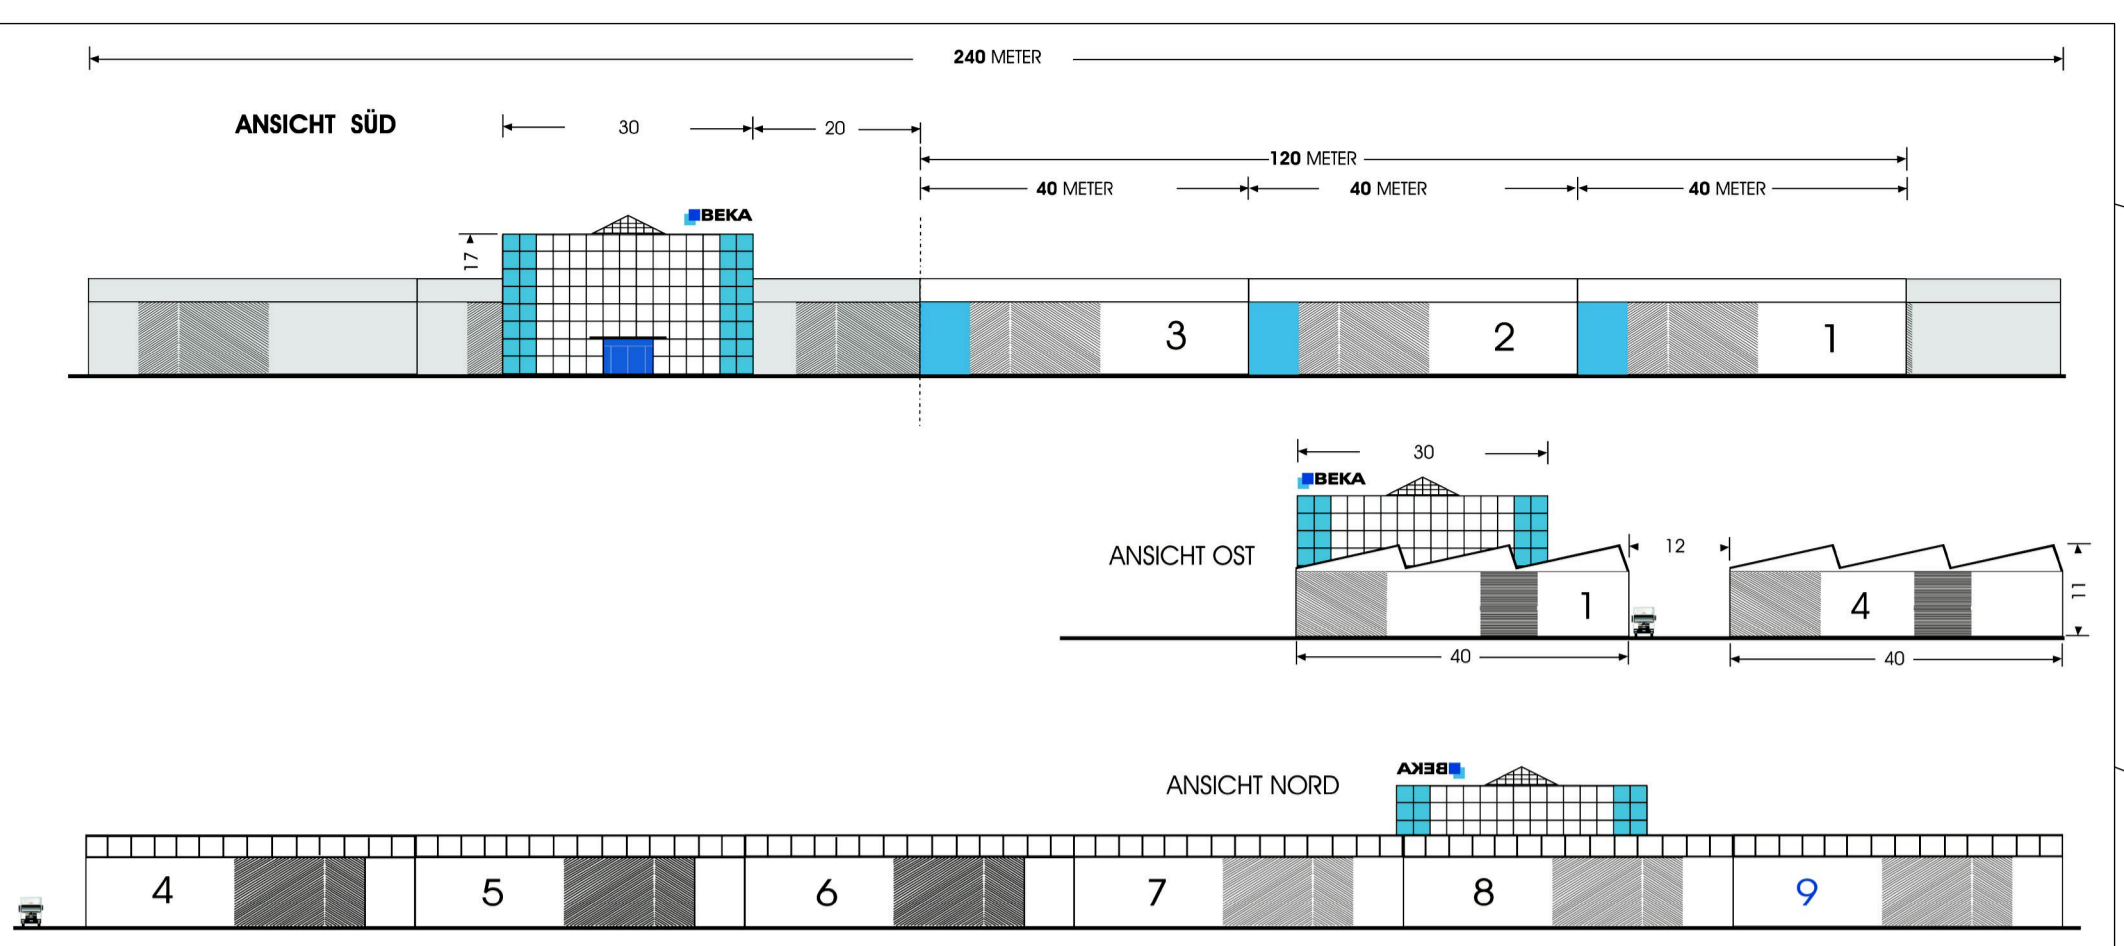 240 METER
ANSICHT SÜD
30
20
120 METER
40 METER
40 METER
40 METER
BEKA
17
3
2
1
30
BEKA
ANSICHT OST
12
1
4
11
40
40
ANSICHT NORD
BEKA
4
5
6
7
8
9